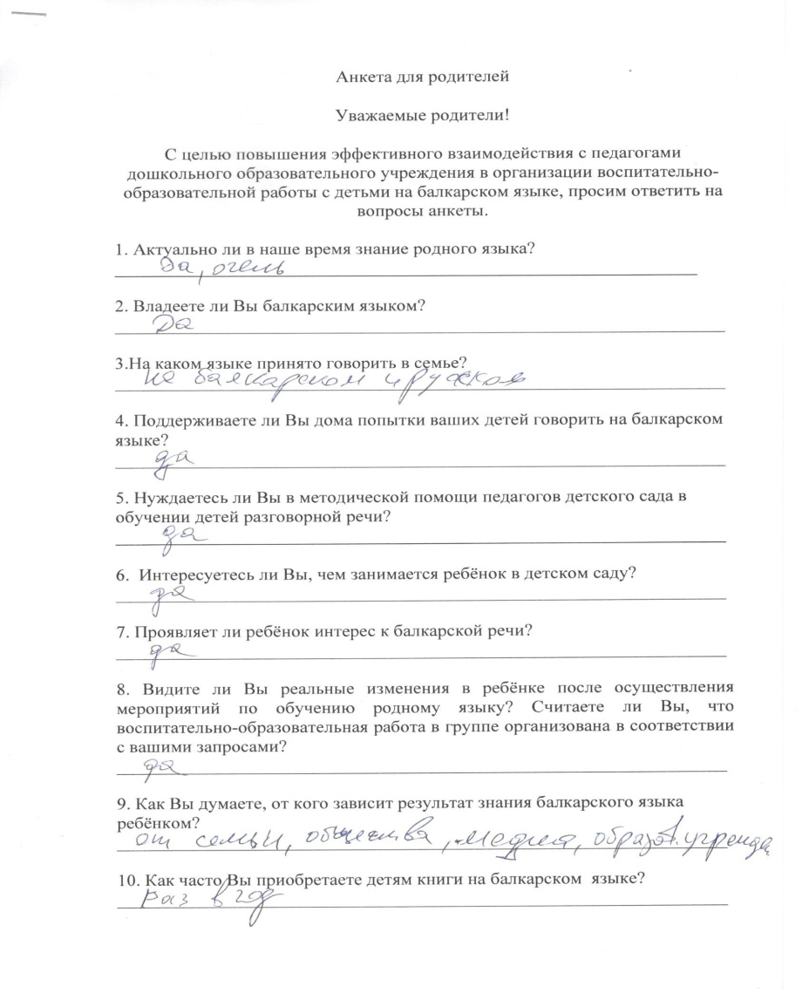 Анкета для родителей
Уважаемые родители!
С целью повышения эффективного взаимодействия с педагогами
дошкольного образовательного учреждения в организации воспитательно-
образовательной работы с детьми на балкарском языке, просим ответить на
вопросы анкеты.
1. Актуально ли в наше время знание родного языка?
Да, очень
2. Владеете ли Вы балкарским языком?
Да
3.На каком языке принято говорить в семье?
На балкарском и русском
4. Поддерживаете ли Вы дома попытки ваших детей говорить на балкарском
языке?
да
5. Нуждаетесь ли Вы в методической помощи педагогов детского сада в
обучении детей разговорной речи?
да
6.  Интересуетесь ли Вы, чем занимается ребёнок в детском саду?
да
7. Проявляет ли ребёнок интерес к балкарской речи?
да
8. Видите ли Вы реальные изменения в ребёнке после осуществления
мероприятий по обучению родному языку? Считаете ли Вы, что
воспитательно-образовательная работа в группе организована в соответствии
с вашими запросами?
да
9. Как Вы думаете, от кого зависит результат знания балкарского языка
ребёнком?
от семьи, общества, медиа, образов. учрежд.
10. Как часто Вы приобретаете детям книги на балкарском  языке?
раз в год